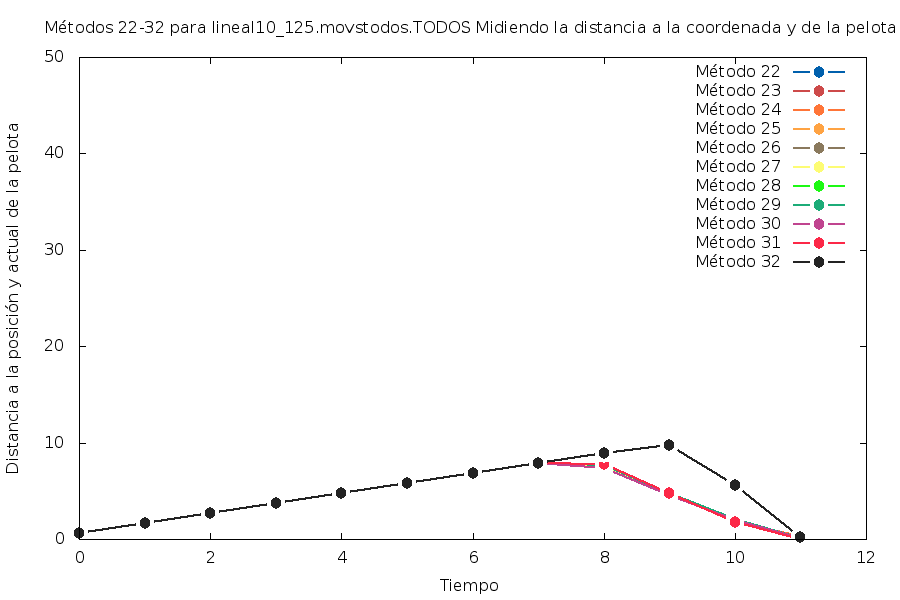 Métodos 22-32 para lineal10_125.movstodos.TODOS Midiendo la distancia a la coordenada y de la pelota
Distancia a la posición y actual de la pelota
50
40
30
20
10
0
Método 22
Método 23
Método 24
Método 25
Método 26
Método 27
Método 28
Método 29
Método 30
Método 31
Método 32
0 2 4 6 8 10 12
Tiempo